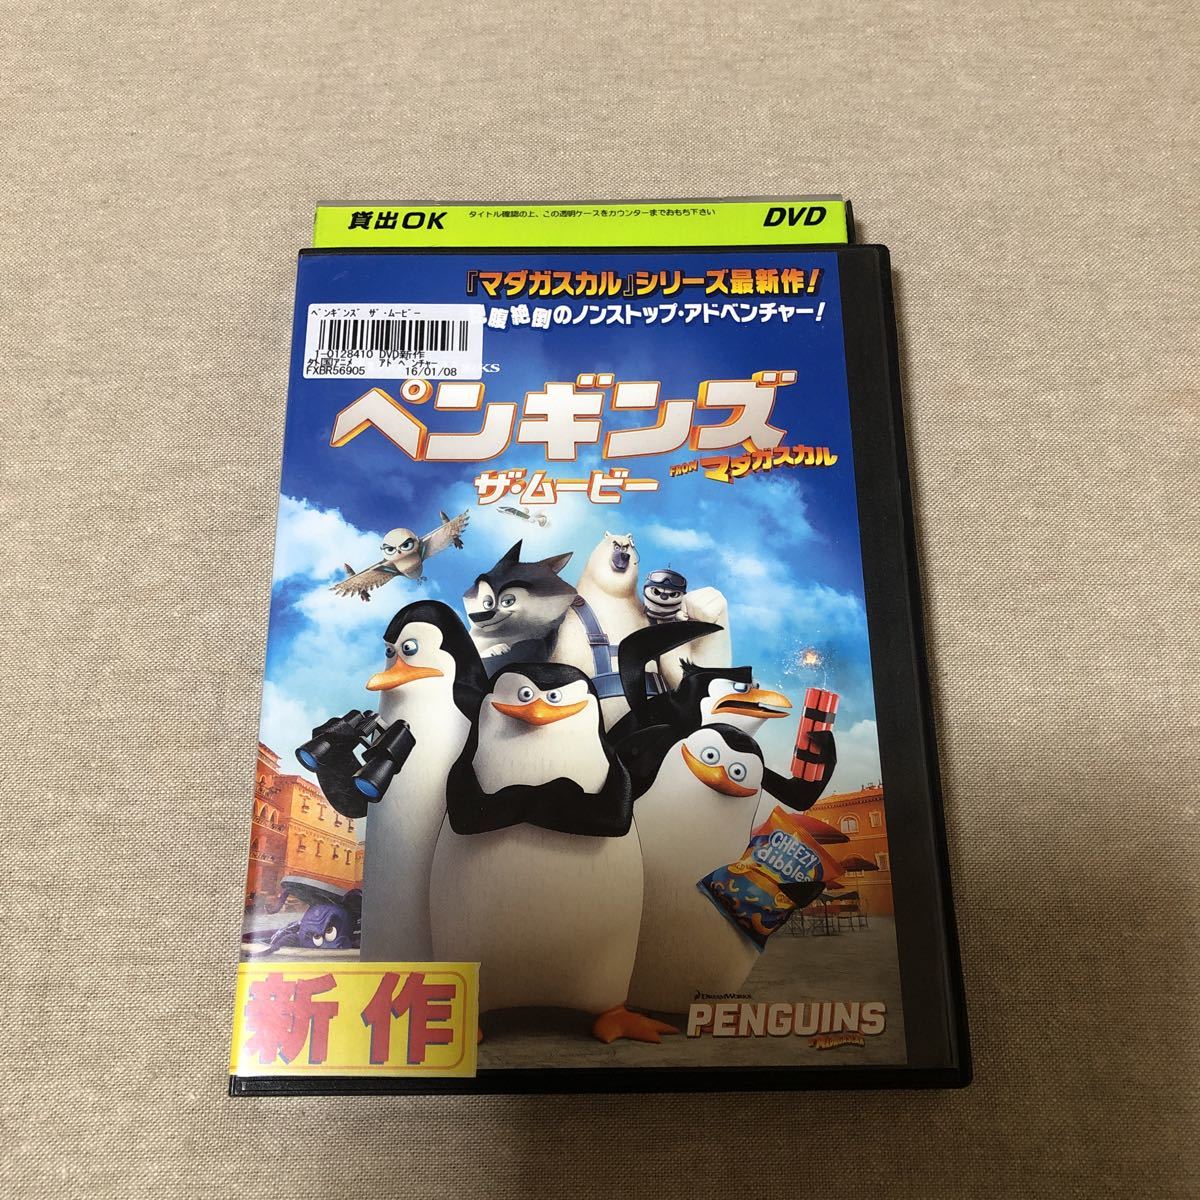 貸出OK
タイトル確認の上、この透明ケースをカウンターまでおもち下さい
DVD
『マダガスカル』シリーズ最新作!
腹絶倒のノンストップ・アドベンチャー!
ﾍﾟﾝｷﾞﾝｽﾞ ｻﾞ・ﾑｰﾋﾞｰ
1-0128410 DVD新作
外国アニメ アドベンチャー
FXBR56905 16/01/08
ペンギンズ
FROM マダガスカル
ザ・ムービー
CHEEZY
dibbles
新作
DREAMWORKS
PENGUINS
OF MADAGASCAR